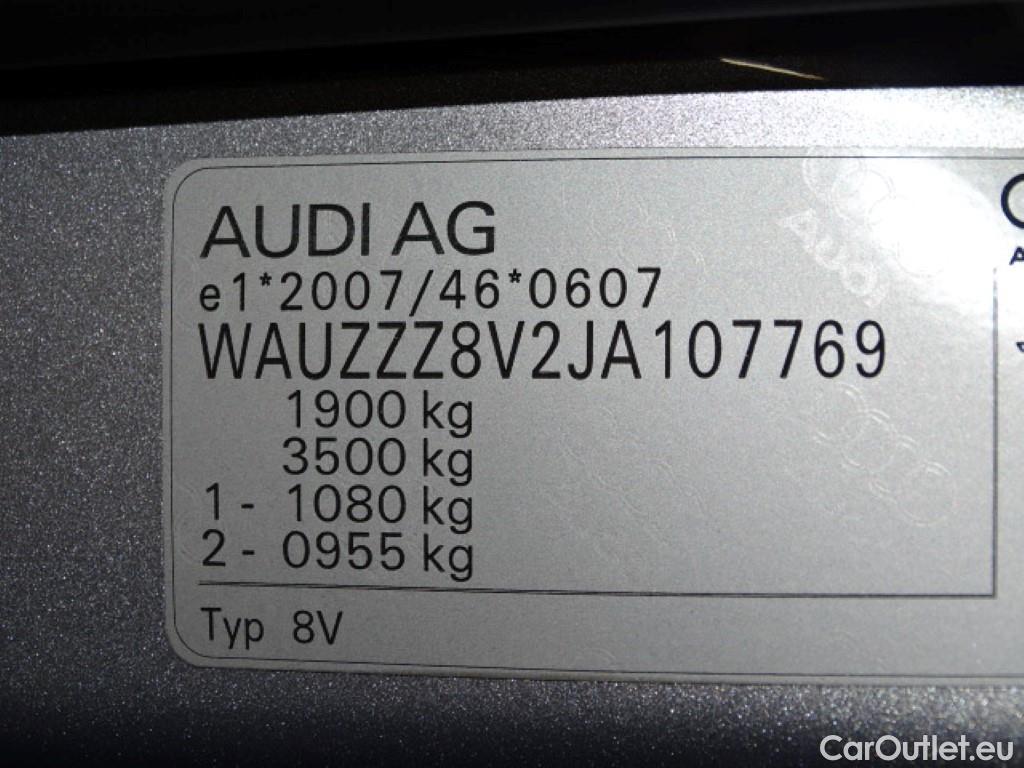 AUDI AG
e1*2007/46*0607
WAUZZZ8V2JA107769
1900 kg
3500 kg
1 - 1080 kg
2 - 0955 kg
Typ 8V
AUDI
CarOutlet.eu